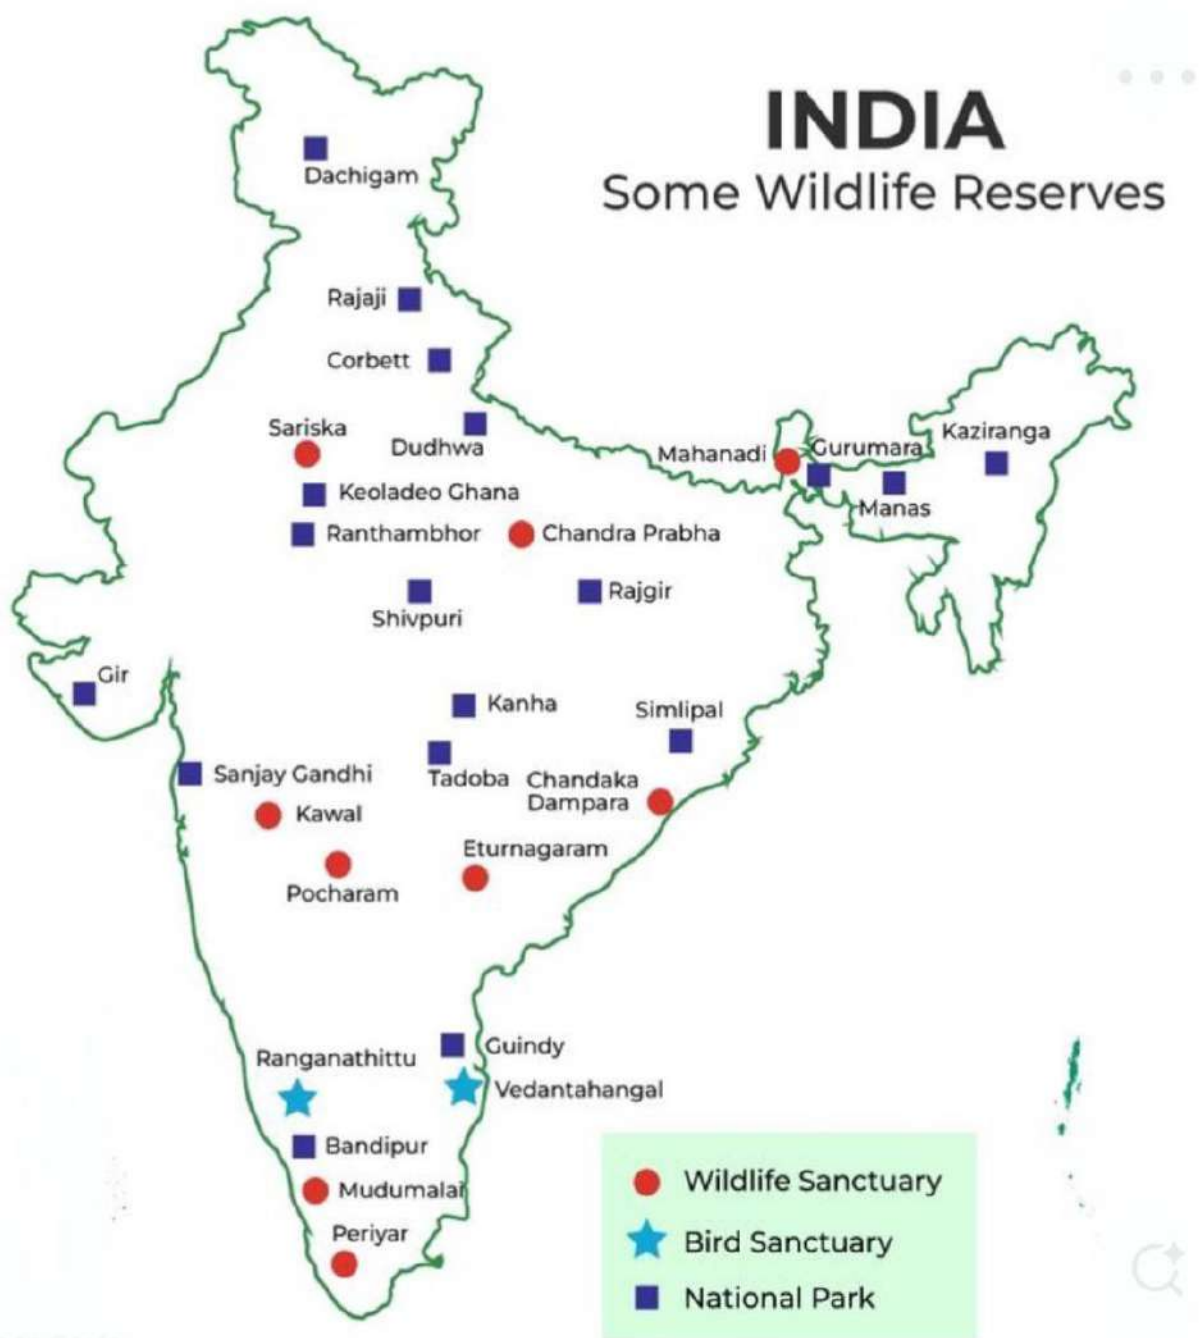 INDIA
Some Wildlife Reserves
Dachigam
Rajaji
Corbett
Sariska
Dudhwa
Mahanadi
Gurumara
Kaziranga
Keoladeo Ghana
Manas
Ranthambhor
Chandra Prabha
Shivpuri
Rajgir
Gir
Kanha
Simlipal
Sanjay Gandhi
Tadoba
Chandaka
Dampara
Kawal
Eturnagaram
Pocharam
Guindy
Ranganathittu
Vedantahangal
Bandipur
Mudumalai
Periyar
Wildlife Sanctuary
Bird Sanctuary
National Park